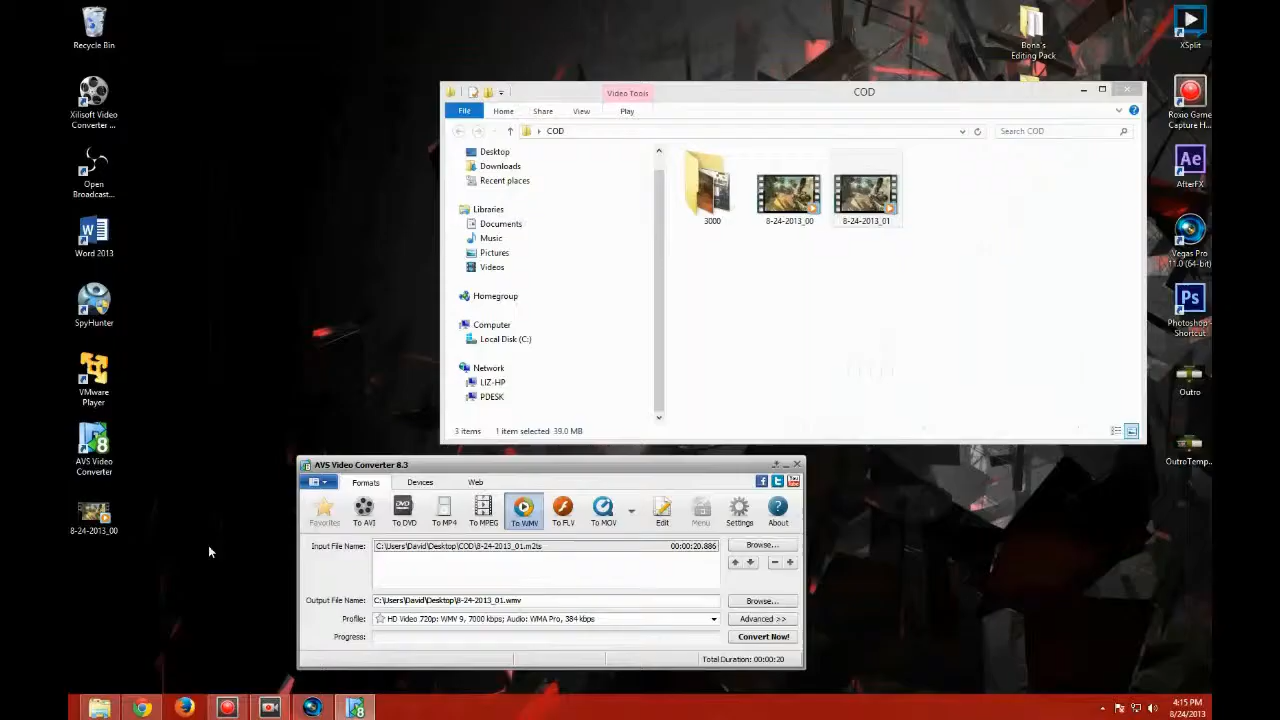 Recycle Bin
Xilisoft Video
Converter ...
Open
Broadcast...
Word 2013
SpyHunter
VMware
Player
AVS Video
Converter
8-24-2013_00
Bona's
Editing Pack
XSplit
Roxio Game
Capture H...
AfterFX
Vegas Pro
11.0 (64-bit)
Photoshop
Shortcut
Outro
OutroTemp...
Video Tools
COD
File
Home
Share
View
Play
COD
Search COD
Desktop
Downloads
Recent places
Libraries
Documents
Music
Pictures
Videos
Homegroup
Computer
Local Disk (C:)
Network
LIZ-HP
PDESK
3000
8-24-2013_00
8-24-2013_01
3 items 1 item selected 39.0 MB
AVS Video Converter 8.3
Formats
Devices
Web
Favorites
To AVI
To DVD
To MP4
To MPEG
To WMV
To FLV
To MOV
Edit
Menu
Settings
About
Input File Name: C:\Users\David\Desktop\COD\8-24-2013_01.m2ts 00:00:20.886 Browse...
Output File Name: C:\Users\David\Desktop\8-24-2013_01.wmv Browse...
Profile: HD Video 720p: WMV 9, 7000 kbps; Audio: WMA Pro, 384 kbps Advanced >>
Progress: Convert Now!
Total Duration: 00:00:20
4:15 PM
8/24/2013